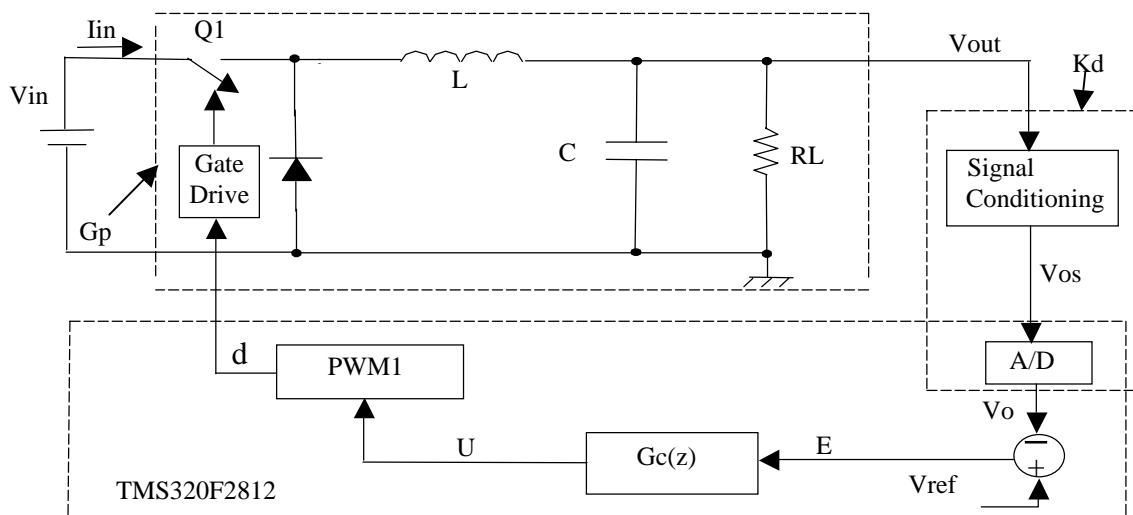 Iin
Q1
Vout
Kd
Vin
L
C
RL
Gate
Drive
Signal
Conditioning
Gp
Vos
d
PWM1
A/D
Vo
U
Gc(z)
E
Vref
TMS320F2812